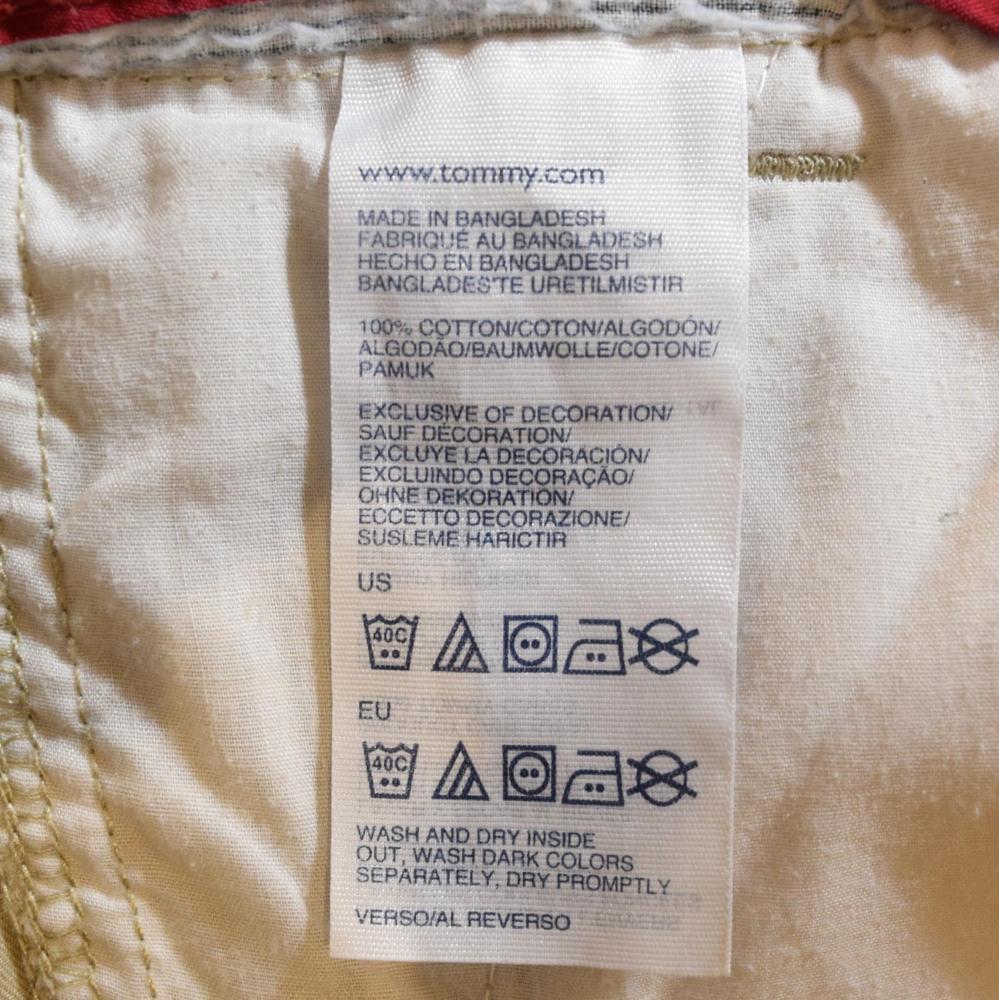 www.tommy.com
MADE IN BANGLADESH
FABRIQUÉ AU BANGLADESH
HECHO EN BANGLADESH
BANGLADES'TE URETILMISTIR
100% COTTON/COTON/ALGODÓN/
ALGODÃO/BAUMWOLLE/COTONE/
PAMUK
EXCLUSIVE OF DECORATION/
SAUF DÉCORATION/
EXCLUYE LA DECORACIÓN/
EXCLUINDO DECORAÇÃO/
OHNE DEKORATION/
ECCETTO DECORAZIONE/
SUSLEME HARICTIR
US
40C
EU
40C
WASH AND DRY INSIDE
OUT, WASH DARK COLORS
SEPARATELY, DRY PROMPTLY
VERSO/AL REVERSO